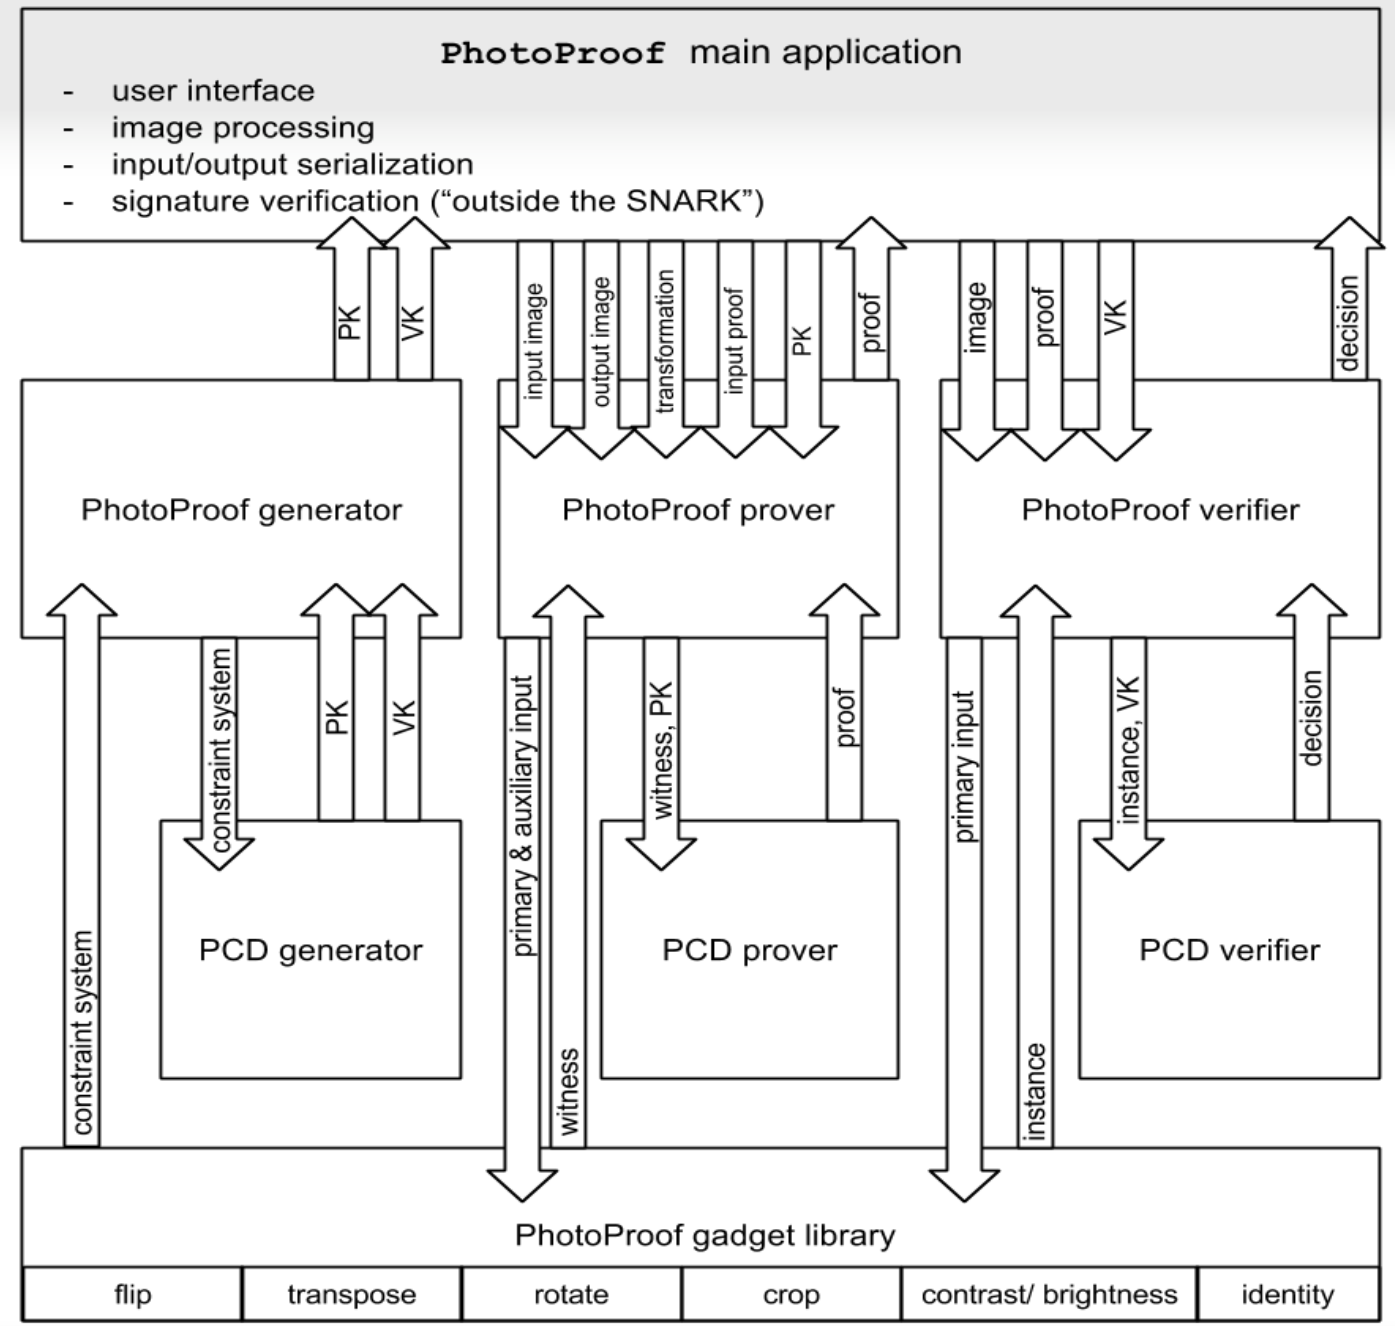 PhotoProof main application
- user interface
- image processing
- input/output serialization
- signature verification (“outside the SNARK”)
PK
VK
input image
output image
transformation
input proof
PK
proof
image
proof
VK
decision
PhotoProof generator
PhotoProof prover
PhotoProof verifier
constraint system
constraint system
PK
VK
primary & auxiliary input
witness
witness, PK
proof
primary input
instance
instance, VK
decision
PCD generator
PCD prover
PCD verifier
PhotoProof gadget library
flip
transpose
rotate
crop
contrast/ brightness
identity